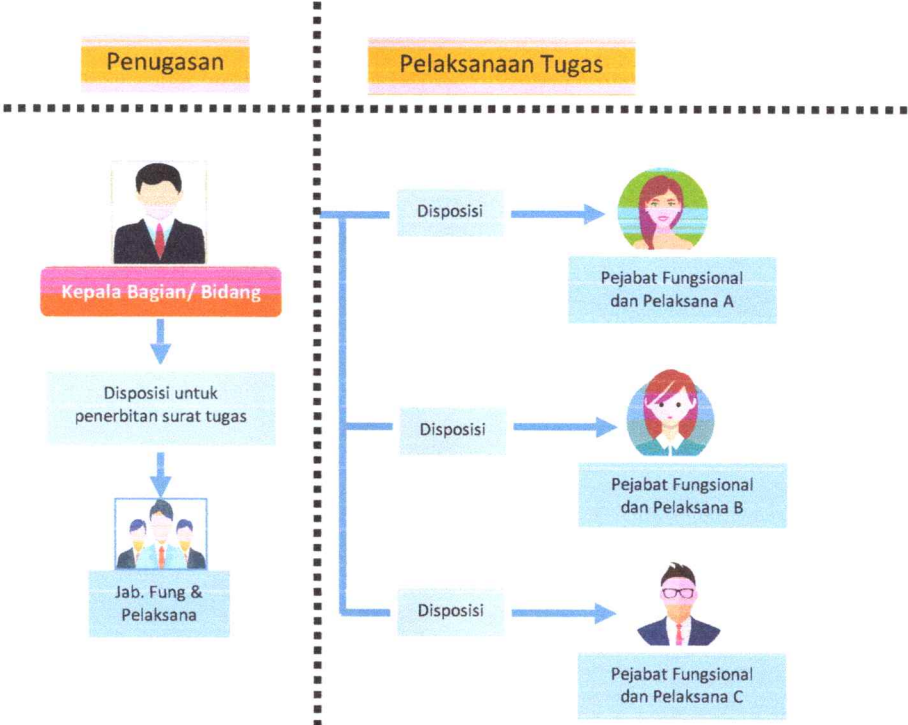 Penugasan
Pelaksanaan Tugas
Kepala Bagian/ Bidang
Disposisi untuk
penerbitan surat tugas
Jab. Fung &
Pelaksana
Disposisi
Pejabat Fungsional
dan Pelaksana A
Disposisi
Pejabat Fungsional
dan Pelaksana B
Disposisi
Pejabat Fungsional
dan Pelaksana C